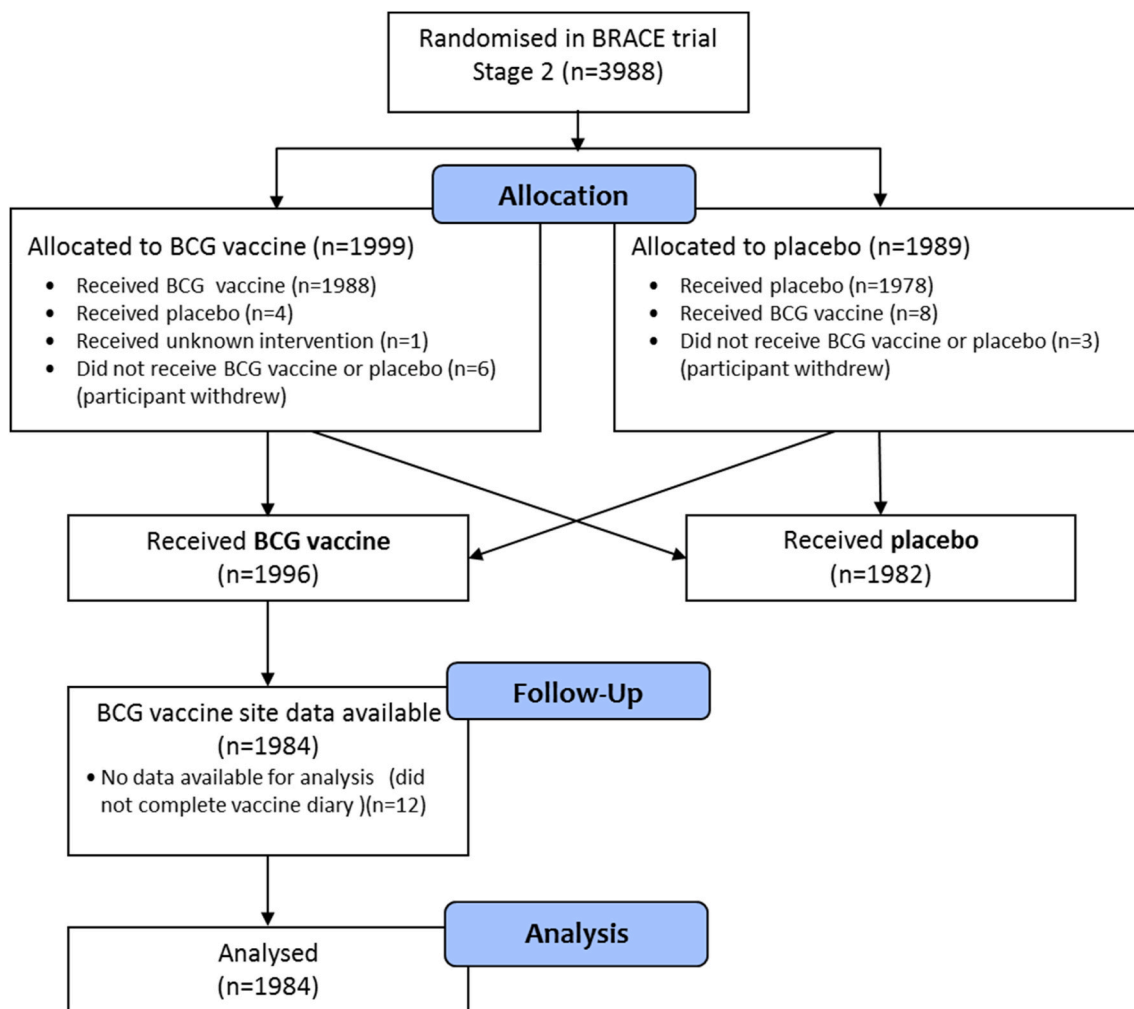 Randomised in BRACE trial
Stage 2 (n=3988)
Allocation
Allocated to BCG vaccine (n=1999)
• Received BCG  vaccine (n=1988)
• Received placebo (n=4)
• Received unknown intervention (n=1)
• Did not receive BCG vaccine or placebo (n=6)
(participant withdrew)
Allocated to placebo (n=1989)
• Received placebo (n=1978)
• Received BCG vaccine (n=8)
• Did not receive BCG vaccine or placebo (n=3)
(participant withdrew)
Received BCG vaccine
(n=1996)
Received placebo
(n=1982)
Follow-Up
BCG vaccine site data available
(n=1984)
• No data available for analysis  (did
not complete vaccine diary )(n=12)
Analysis
Analysed
(n=1984)